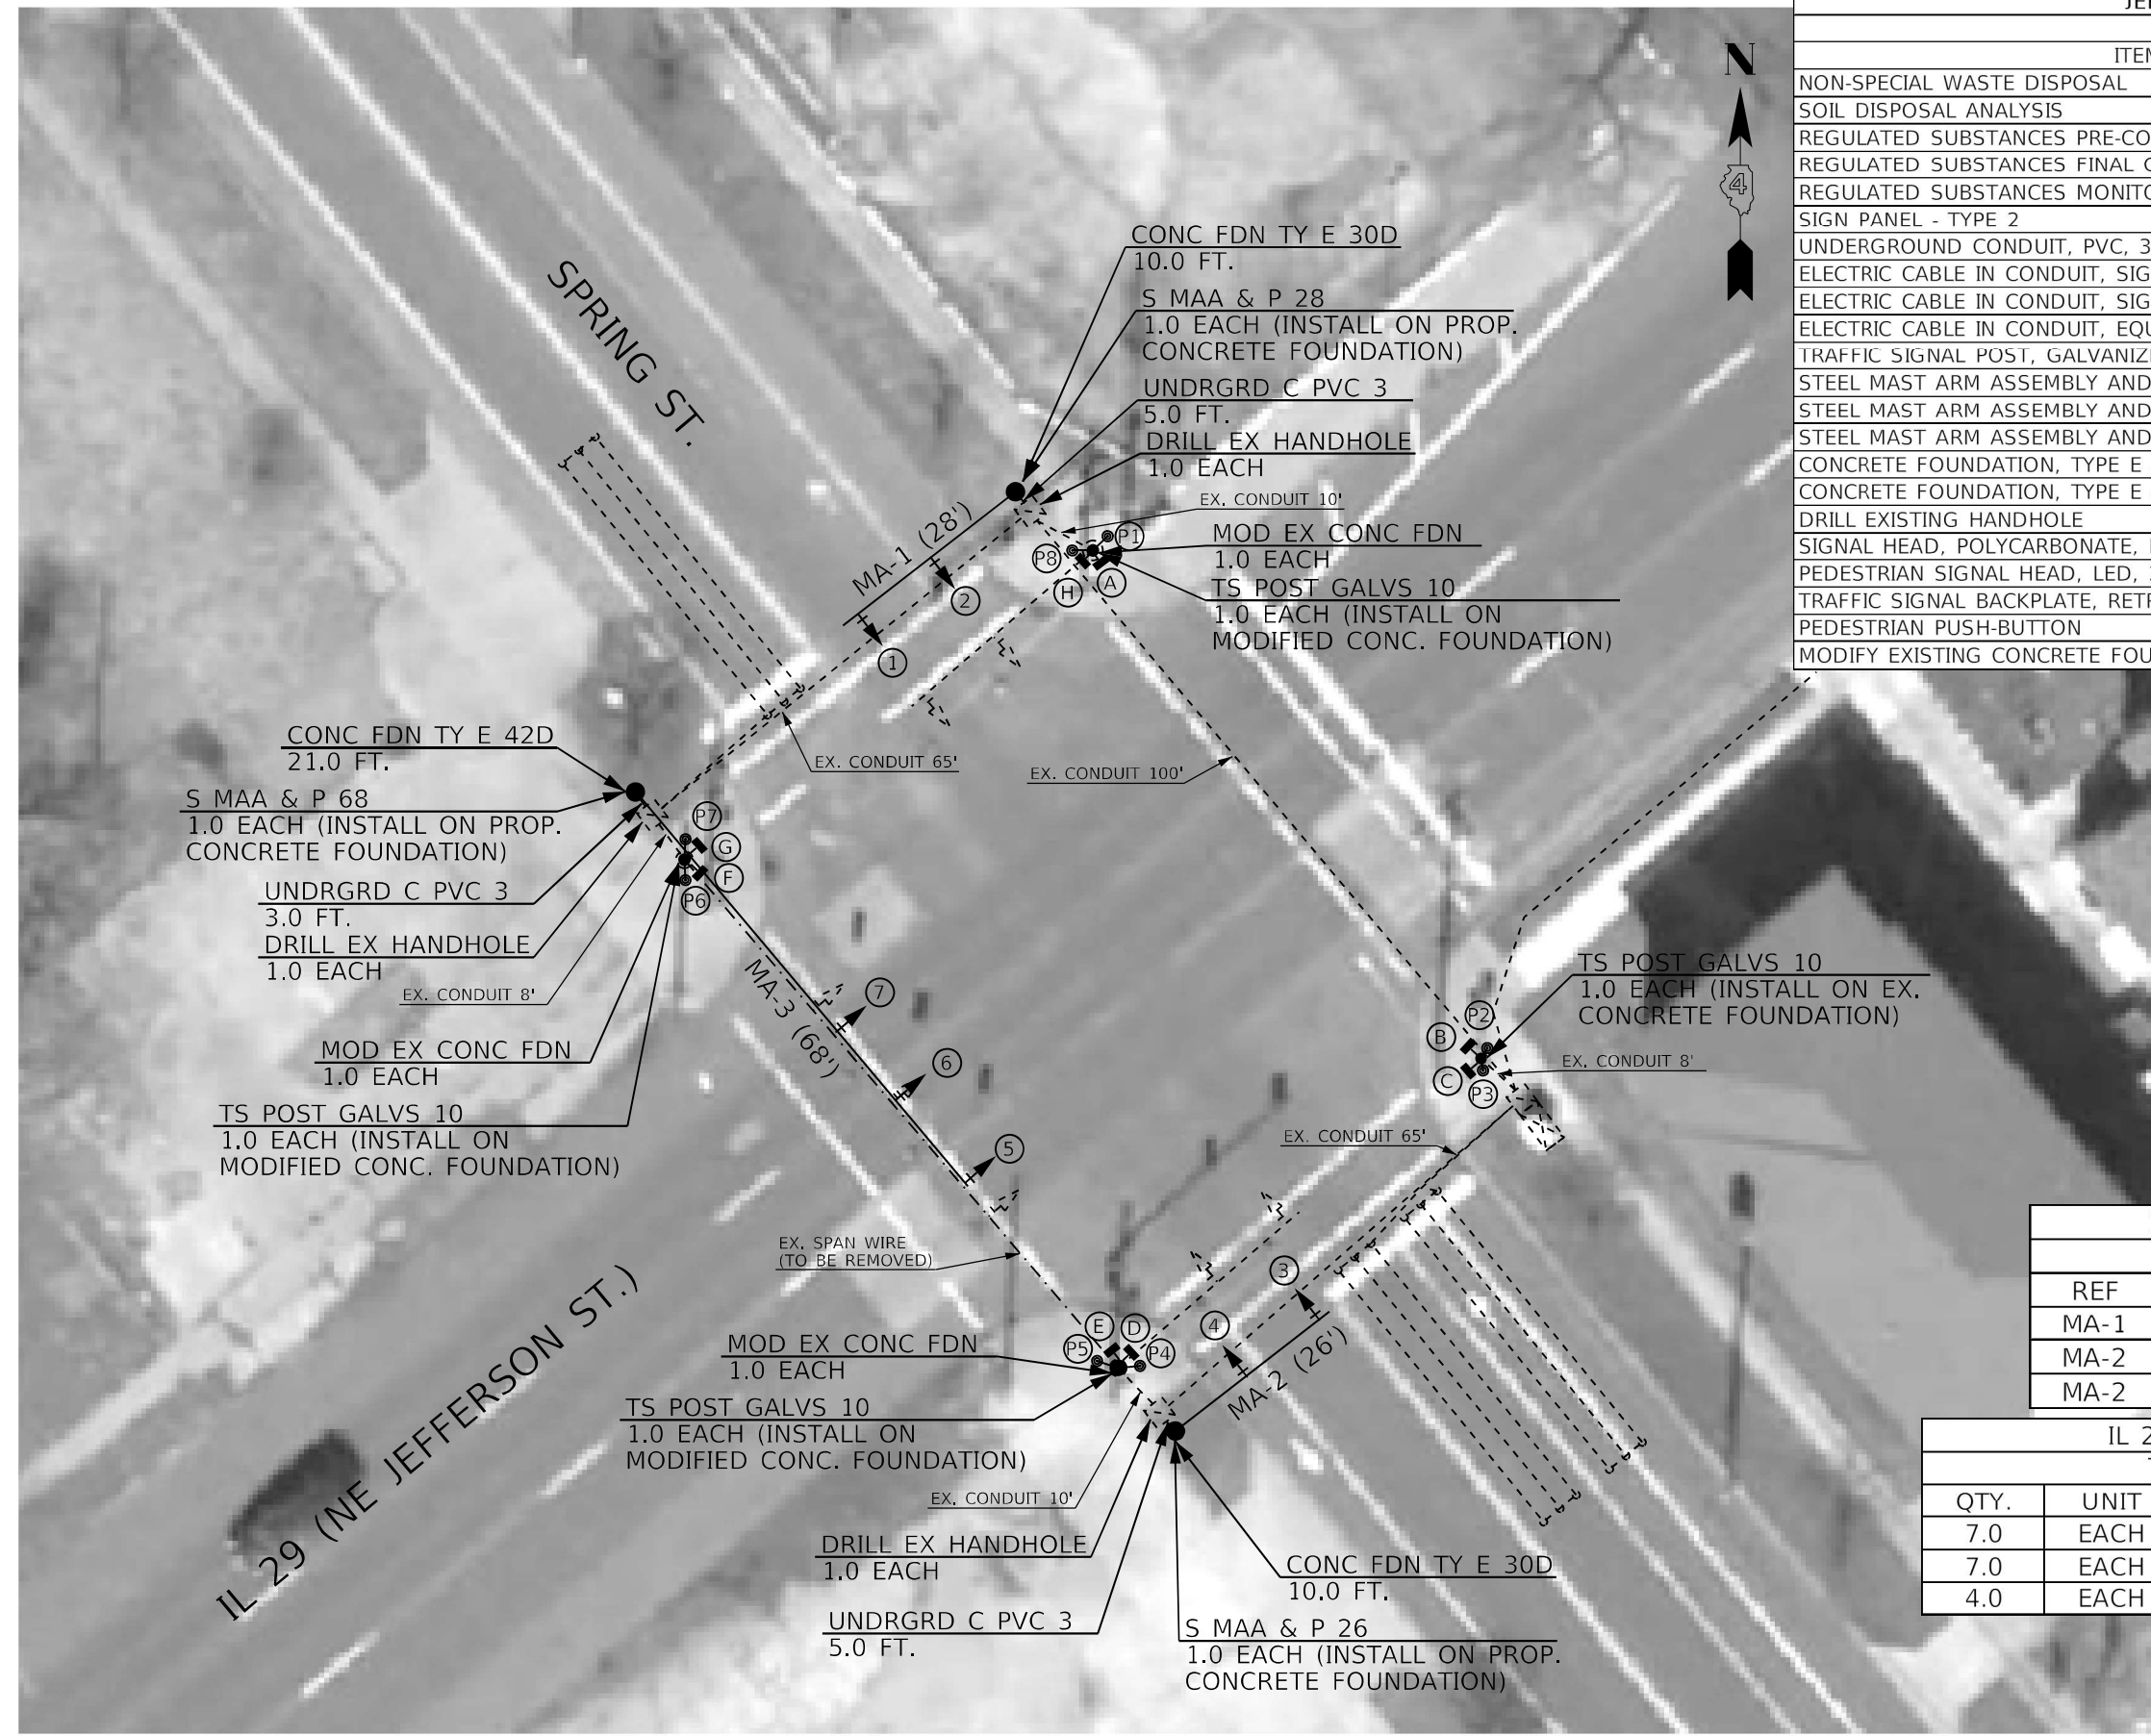 JE
ITEM
NON-SPECIAL WASTE DISPOSAL
SOIL DISPOSAL ANALYSIS
REGULATED SUBSTANCES PRE-CO
REGULATED SUBSTANCES FINAL C
REGULATED SUBSTANCES MONITO
SIGN PANEL - TYPE 2
UNDERGROUND CONDUIT, PVC, 3
ELECTRIC CABLE IN CONDUIT, SIG
ELECTRIC CABLE IN CONDUIT, SIG
ELECTRIC CABLE IN CONDUIT, EQU
TRAFFIC SIGNAL POST, GALVANIZ
STEEL MAST ARM ASSEMBLY AND
STEEL MAST ARM ASSEMBLY AND
STEEL MAST ARM ASSEMBLY AND
CONCRETE FOUNDATION, TYPE E
CONCRETE FOUNDATION, TYPE E
DRILL EXISTING HANDHOLE
SIGNAL HEAD, POLYCARBONATE,
PEDESTRIAN SIGNAL HEAD, LED,
TRAFFIC SIGNAL BACKPLATE, RETR
PEDESTRIAN PUSH-BUTTON
MODIFY EXISTING CONCRETE FOU
N
4
SPRING ST.
CONC FDN TY E 30D
10.0 FT.
S MAA & P 28
1.0 EACH (INSTALL ON PROP.
CONCRETE FOUNDATION)
UNDRGRD C PVC 3
5.0 FT.
DRILL EX HANDHOLE
1.0 EACH
EX. CONDUIT 10'
MOD EX CONC FDN
1.0 EACH
TS POST GALVS 10
1.0 EACH (INSTALL ON
MODIFIED CONC. FOUNDATION)
P1
P8
H
A
MA-1 (28')
2
1
EX. CONDUIT 65'
EX. CONDUIT 100'
CONC FDN TY E 42D
21.0 FT.
S MAA & P 68
1.0 EACH (INSTALL ON PROP.
CONCRETE FOUNDATION)
UNDRGRD C PVC 3
3.0 FT.
DRILL EX HANDHOLE
1.0 EACH
EX. CONDUIT 8'
MOD EX CONC FDN
1.0 EACH
TS POST GALVS 10
1.0 EACH (INSTALL ON
MODIFIED CONC. FOUNDATION)
P7
G
F
P6
MA-3 (68')
7
6
5
TS POST GALVS 10
1.0 EACH (INSTALL ON EX.
CONCRETE FOUNDATION)
P2
B
C
P3
EX. CONDUIT 8'
EX. CONDUIT 65'
EX. SPAN WIRE
(TO BE REMOVED)
IL 29 (NE JEFFERSON ST.)
3
4
E
D
P5
P4
MA-2 (26')
MOD EX CONC FDN
1.0 EACH
TS POST GALVS 10
1.0 EACH (INSTALL ON
MODIFIED CONC. FOUNDATION)
EX. CONDUIT 10'
DRILL EX HANDHOLE
1.0 EACH
UNDRGRD C PVC 3
5.0 FT.
CONC FDN TY E 30D
10.0 FT.
S MAA & P 26
1.0 EACH (INSTALL ON PROP.
CONCRETE FOUNDATION)
REF
MA-1
MA-2
MA-2
IL 2
QTY. UNIT
7.0 EACH
7.0 EACH
4.0 EACH